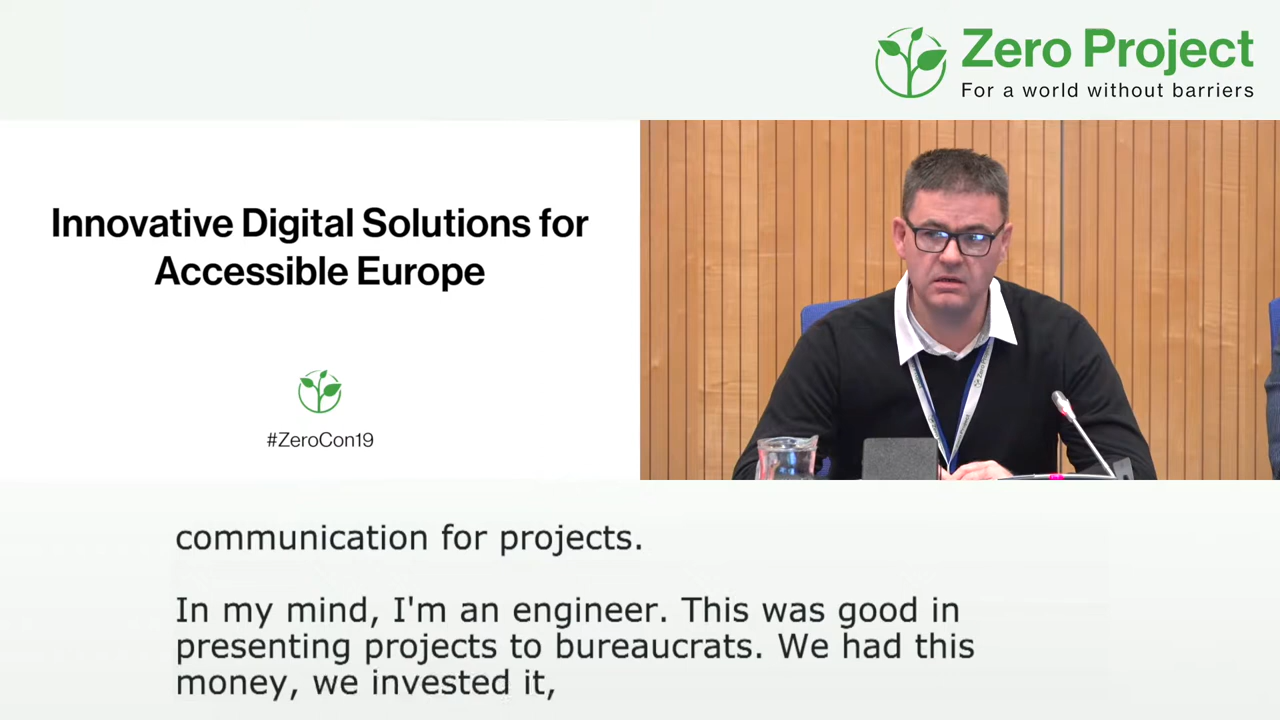 Zero Project
For a world without barriers
Innovative Digital Solutions for
Accessible Europe
#ZeroCon19
communication for projects.
In my mind, I'm an engineer. This was good in
presenting projects to bureaucrats. We had this
money, we invested it,